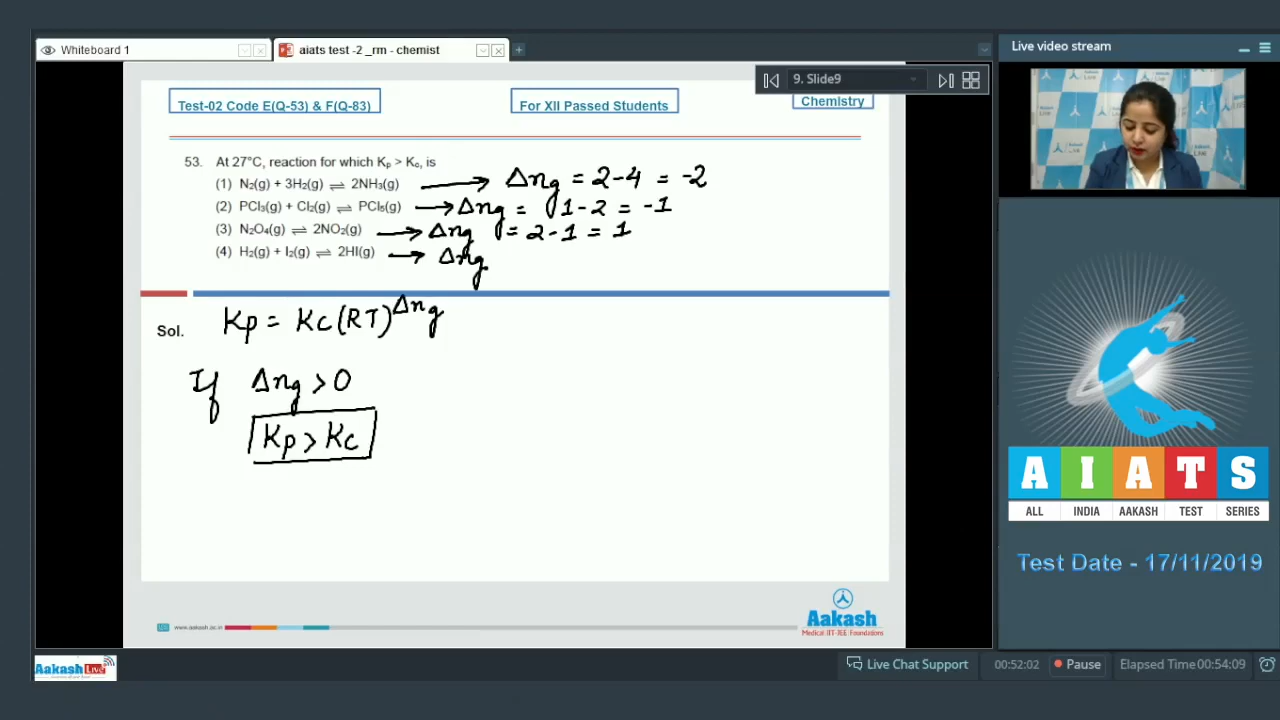 Whiteboard 1
aiats test -2 _rm - chemist
Live video stream
9. Slide9
Test-02 Code E(Q-53) & F(Q-83)
For XII Passed Students
Chemistry
53. At 27°C, reaction for which Kp > Kc, is
(1) N₂(g) + 3H₂(g) ⇌ 2NH₃(g) → Δng = 2-4 = -2
(2) PCl₃(g) + Cl₂(g) ⇌ PCl₅(g) → Δng = 1-2 = -1
(3) N₂O₄(g) ⇌ 2NO₂(g) → Δng = 2-1 = 1
(4) H₂(g) + I₂(g) ⇌ 2HI(g) → Δng
Sol. Kp = Kc(RT)^Δng
If Δng > 0
Kp > Kc
www.aakash.ac.in
Aakash
Medical|IIT-JEE|Foundations
A I A T S
ALL INDIA AAKASH TEST SERIES
Test Date - 17/11/2019
Aakash Live
Live Chat Support
00:52:02
Pause
Elapsed Time 00:54:09